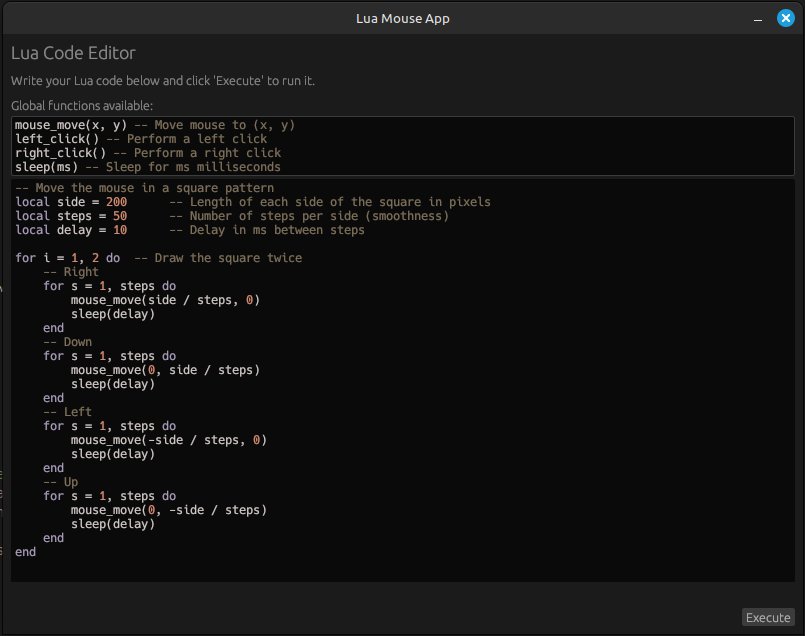 Lua Mouse App
Lua Code Editor
Write your Lua code below and click 'Execute' to run it.
Global functions available:
mouse_move(x, y) -- Move mouse to (x, y)
left_click() -- Perform a left click
right_click() -- Perform a right click
sleep(ms) -- Sleep for ms milliseconds
-- Move the mouse in a square pattern
local side = 200      -- Length of each side of the square in pixels
local steps = 50      -- Number of steps per side (smoothness)
local delay = 10      -- Delay in ms between steps

for i = 1, 2 do  -- Draw the square twice
    -- Right
    for s = 1, steps do
        mouse_move(side / steps, 0)
        sleep(delay)
    end
    -- Down
    for s = 1, steps do
        mouse_move(0, side / steps)
        sleep(delay)
    end
    -- Left
    for s = 1, steps do
        mouse_move(-side / steps, 0)
        sleep(delay)
    end
    -- Up
    for s = 1, steps do
        mouse_move(0, -side / steps)
        sleep(delay)
    end
end
Execute